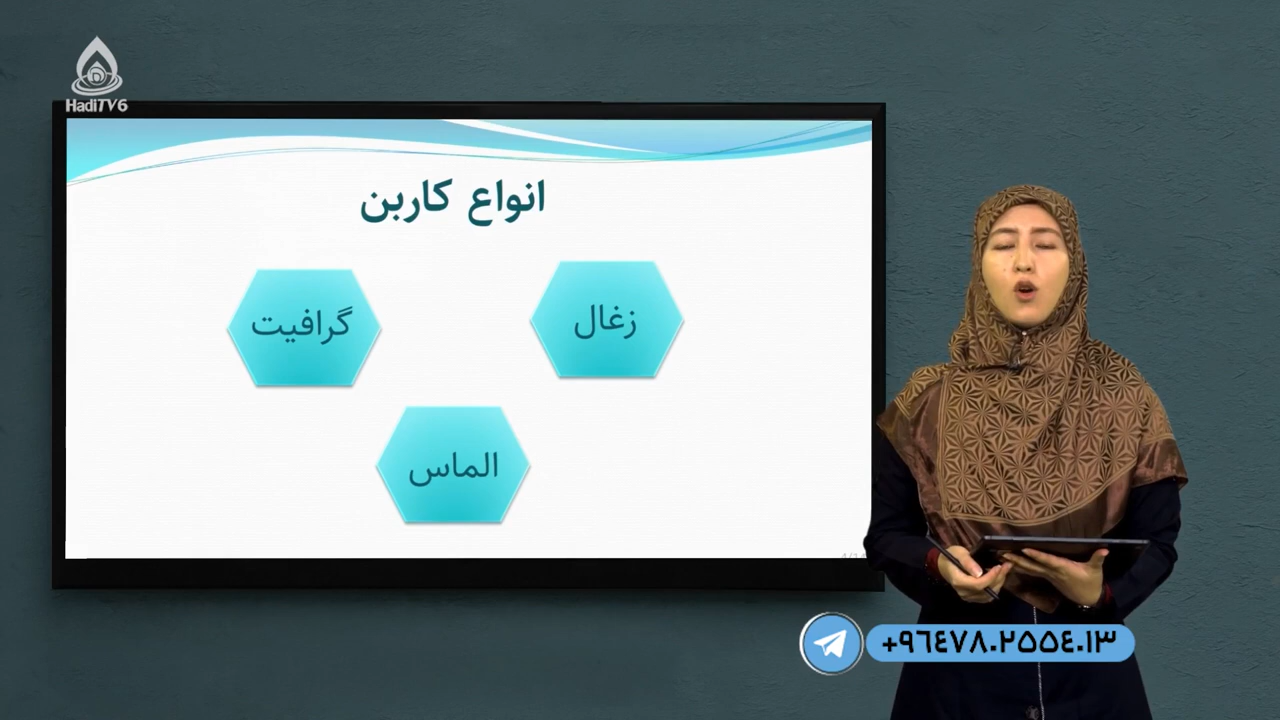 HadiTV6
انواع کاربن
زغال
گرافیت
الماس
+۹٦٤٧٨۰۲۵۵٤۰۱۳